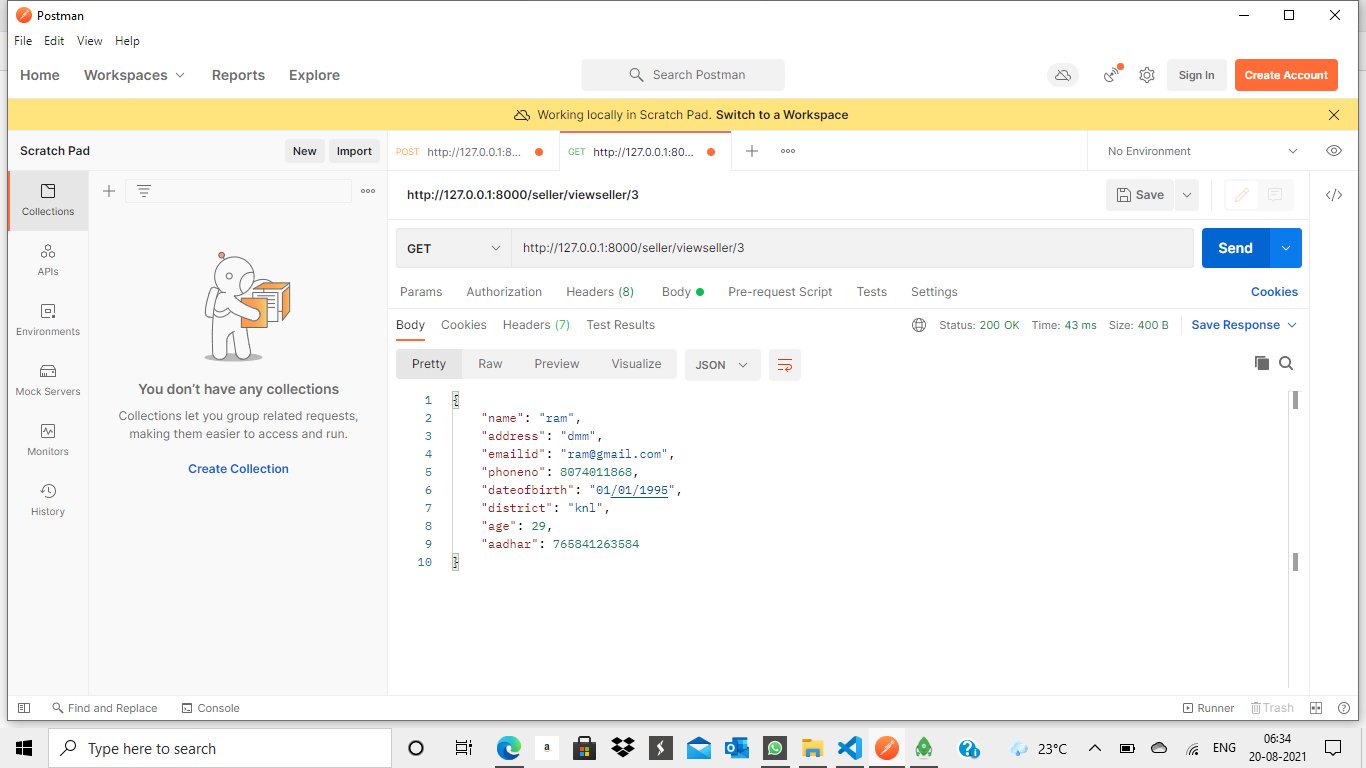 Postman
File Edit View Help
Home Workspaces Reports Explore Search Postman Sign In Create Account
Working locally in Scratch Pad. Switch to a Workspace
Scratch Pad New Import POST http://127.0.0.1:8... GET http://127.0.0.1:80... No Environment
Collections
APIs
Environments
Mock Servers
Monitors
History
You don't have any collections
Collections let you group related requests,
making them easier to access and run.
Create Collection
http://127.0.0.1:8000/seller/viewseller/3 Save
GET http://127.0.0.1:8000/seller/viewseller/3 Send
Params Authorization Headers (8) Body Pre-request Script Tests Settings Cookies
Body Cookies Headers (7) Test Results Status: 200 OK Time: 43 ms Size: 400 B Save Response
Pretty Raw Preview Visualize JSON
1 {
2 "name": "ram",
3 "address": "dmm",
4 "emailid": "ram@gmail.com",
5 "phoneno": 8074011868,
6 "dateofbirth": "01/01/1995",
7 "district": "knl",
8 "age": 29,
9 "aadhar": 765841263584
10 }
Find and Replace Console Runner Trash
Type here to search a 23°C ENG 06:34
20-08-2021